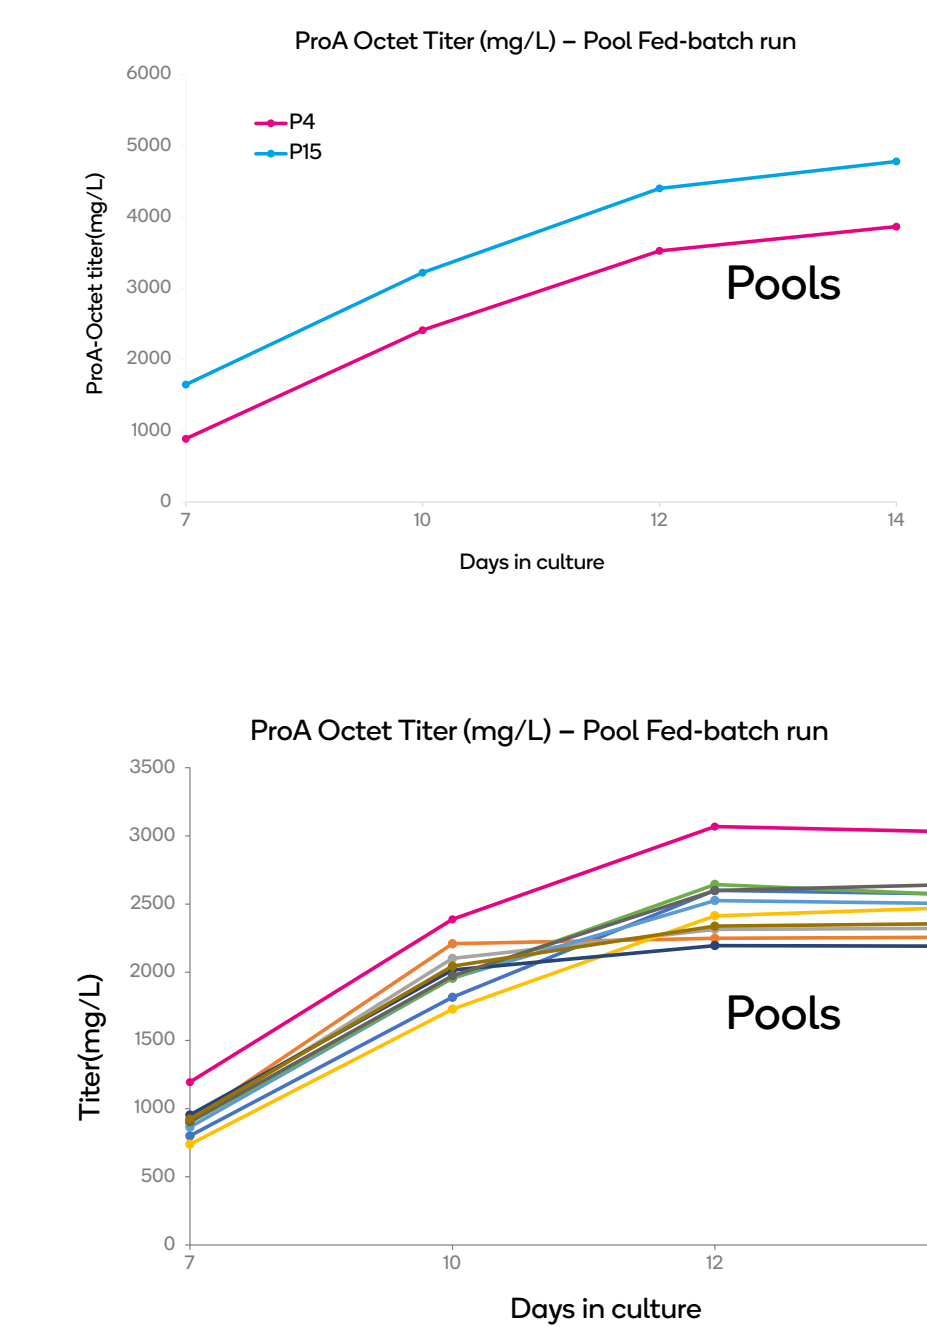 ProA Octet Titer (mg/L) – Pool Fed-batch run
6000
5000
4000
3000
2000
1000
0
P4
P15
ProA-Octet titer(mg/L)
Pools
7 10 12 14
Days in culture
ProA Octet Titer (mg/L) – Pool Fed-batch run
3500
3000
2500
2000
1500
1000
500
0
Titer(mg/L)
Pools
7 10 12
Days in culture